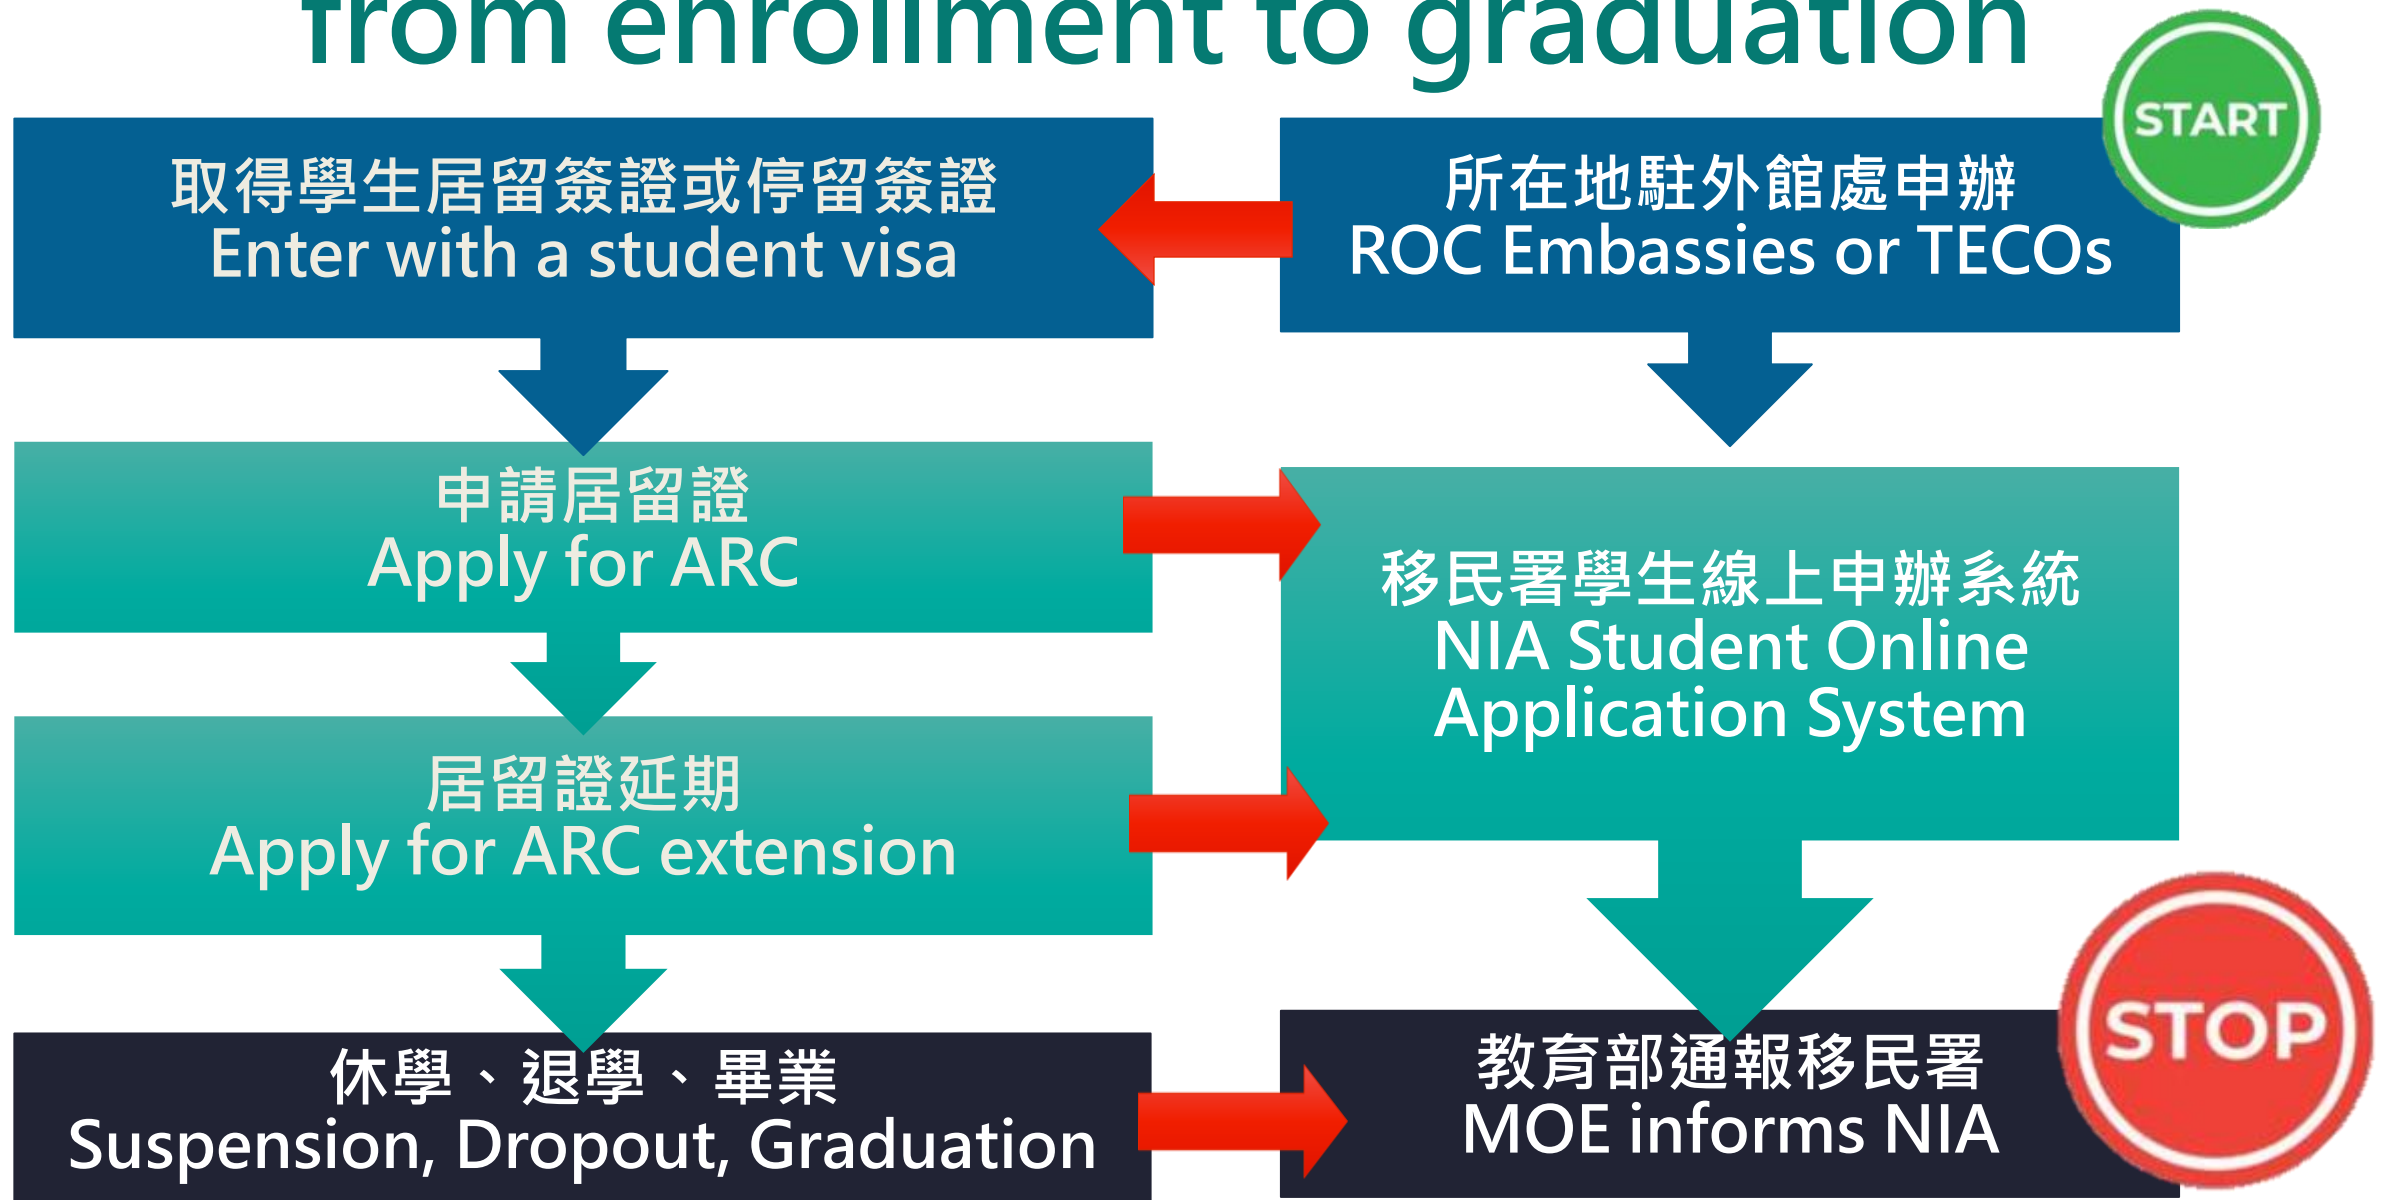 from enrollment to graduation
START
取得學生居留簽證或停留簽證
Enter with a student visa
所在地駐外館處申辦
ROC Embassies or TECOs
申請居留證
Apply for ARC
移民署學生線上申辦系統
NIA Student Online
Application System
居留證延期
Apply for ARC extension
休學、退學、畢業
Suspension, Dropout, Graduation
教育部通報移民署
MOE informs NIA
STOP